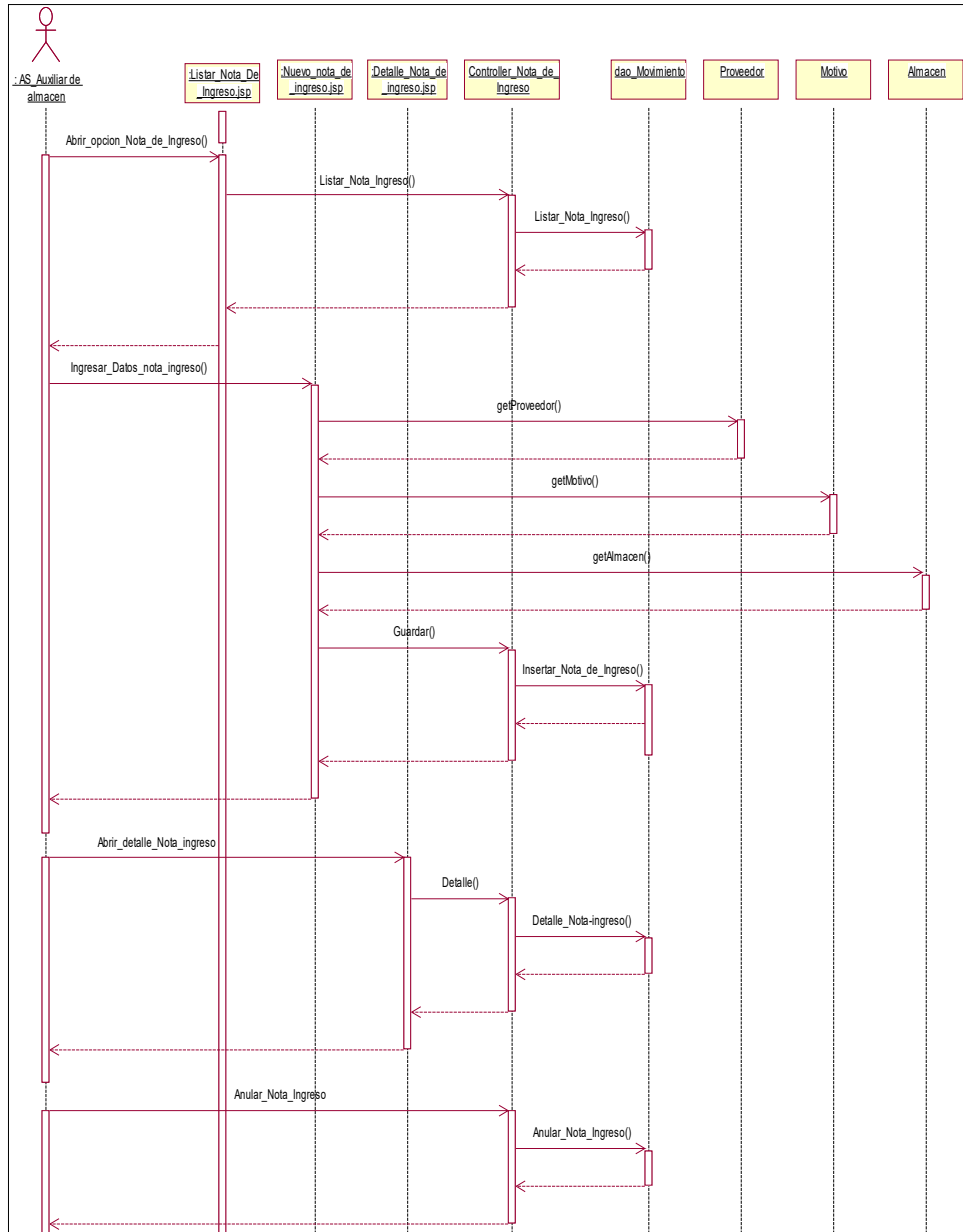 : AS_Auxiliar de
almacen
:Listar_Nota_De
_Ingreso.jsp
:Nuevo_nota_de
_ingreso.jsp
:Detalle_Nota_de
_ingreso.jsp
Controller_Nota_de_
Ingreso
dao_Movimiento
Proveedor
Motivo
Almacen
Abrir_opcion_Nota_de_Ingreso()
Listar_Nota_Ingreso()
Listar_Nota_Ingreso()
Ingresar_Datos_nota_ingreso()
getProveedor()
getMotivo()
getAlmacen()
Guardar()
Insertar_Nota_de_Ingreso()
Abrir_detalle_Nota_ingreso
Detalle()
Detalle_Nota-ingreso()
Anular_Nota_Ingreso
Anular_Nota_Ingreso()